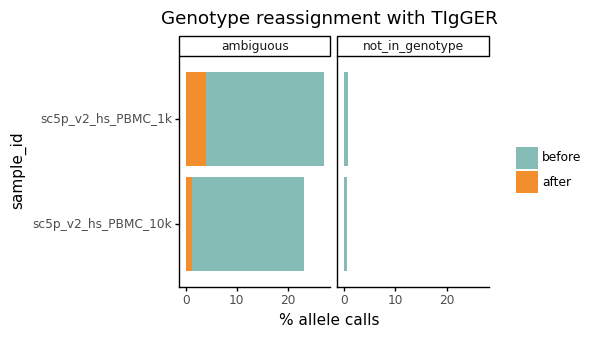 Genotype reassignment with TIgGER
ambiguous
not_in_genotype
sc5p_v2_hs_PBMC_1k
sc5p_v2_hs_PBMC_10k
sample_id
before
after
0 10 20
0 10 20
% allele calls